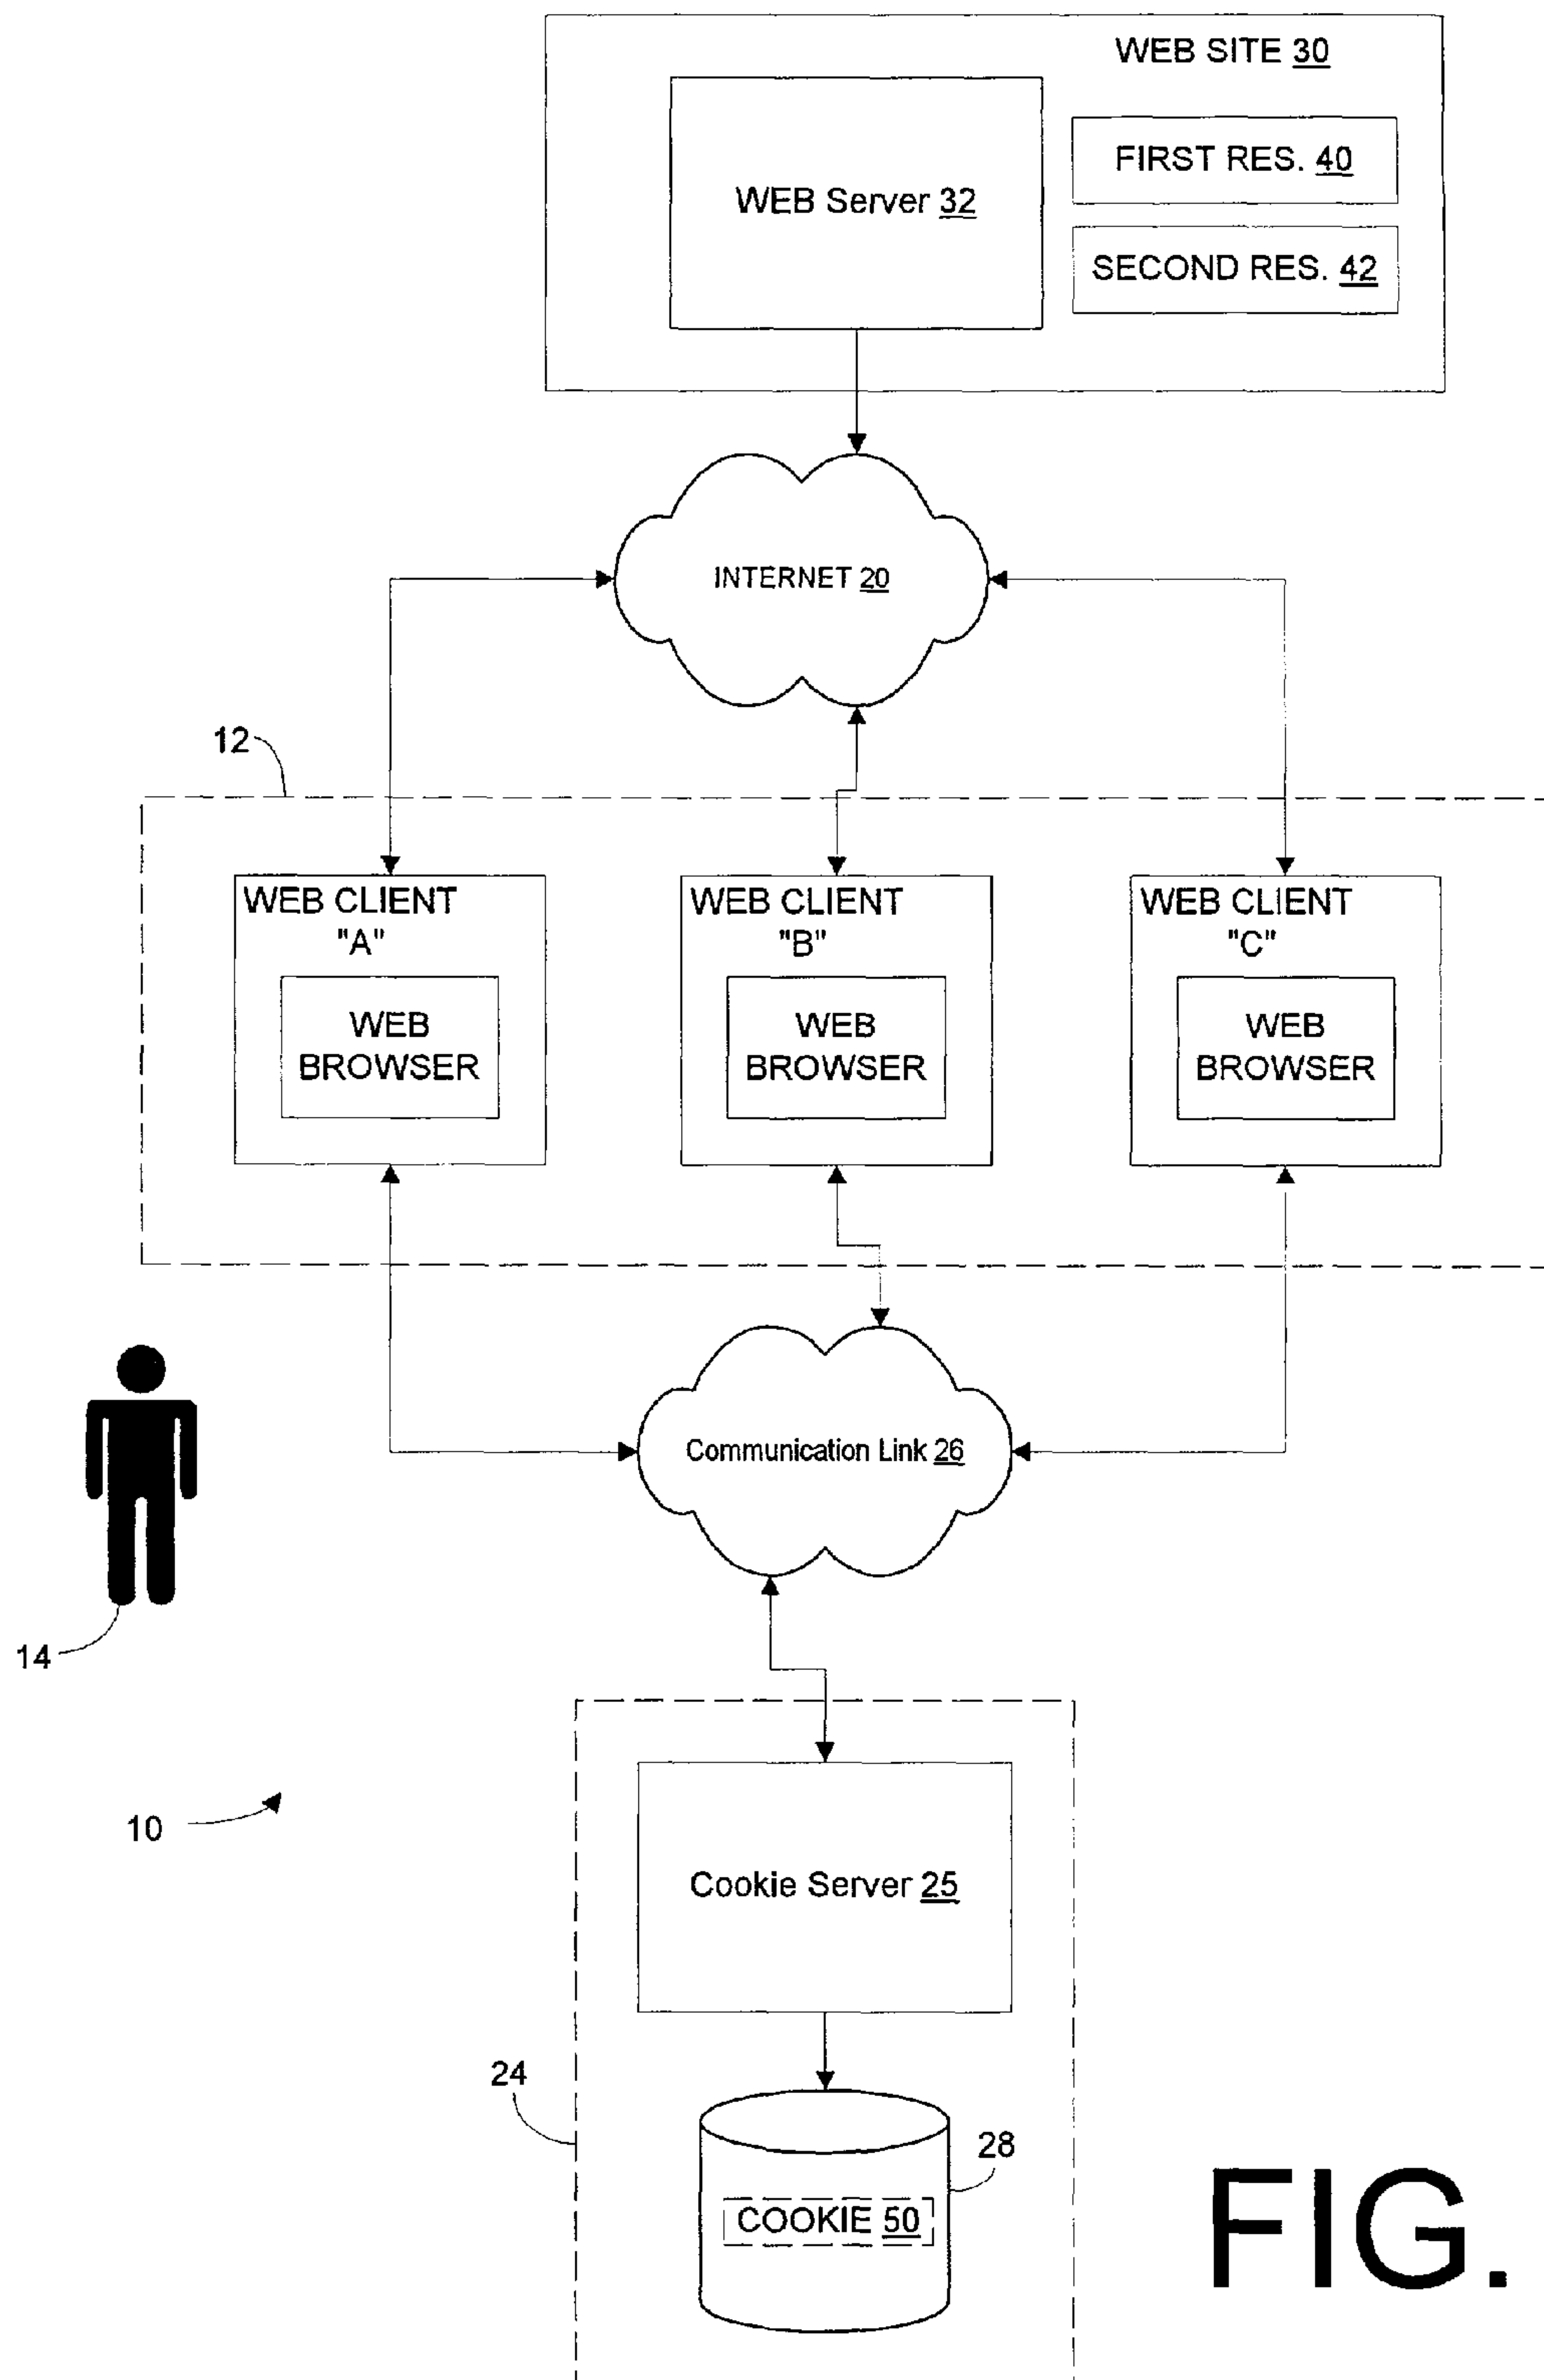 WEB SITE 30
WEB Server 32
FIRST RES. 40
SECOND RES. 42
INTERNET 20
12
WEB CLIENT
"A"
WEB
BROWSER
WEB CLIENT
"B"
WEB
BROWSER
WEB CLIENT
"C"
WEB
BROWSER
Communication Link 26
14
10
Cookie Server 25
24
28
COOKIE 50
FIG.